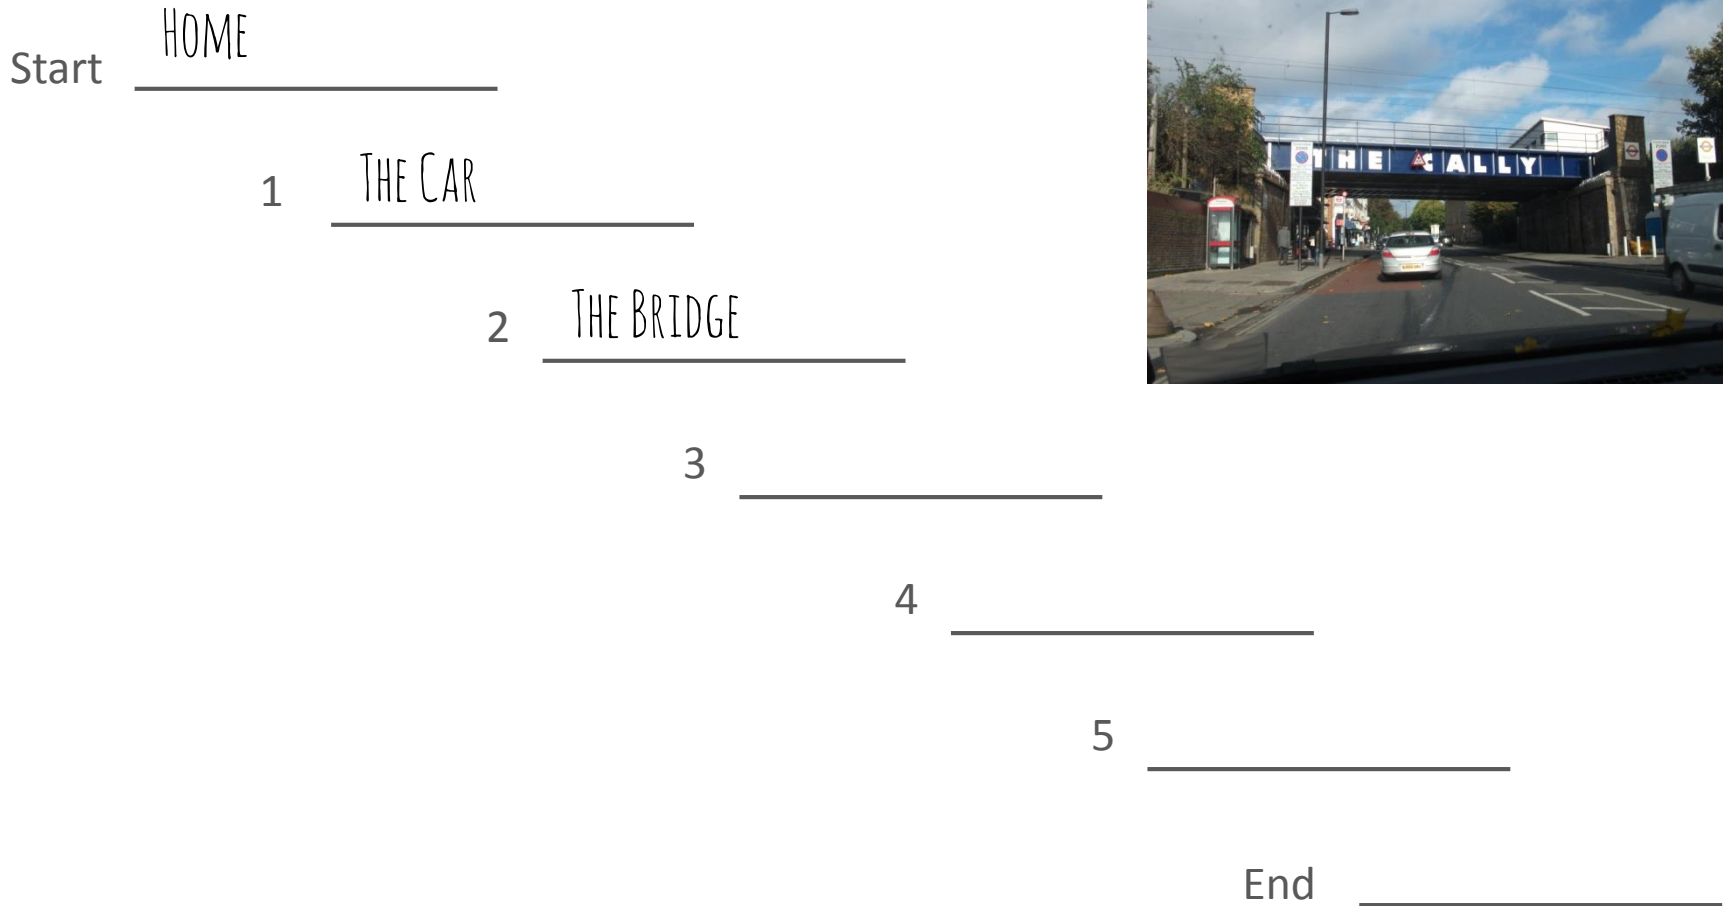 Start Home
1 The Car
2 The Bridge
THE CALLY
3
4
5
End